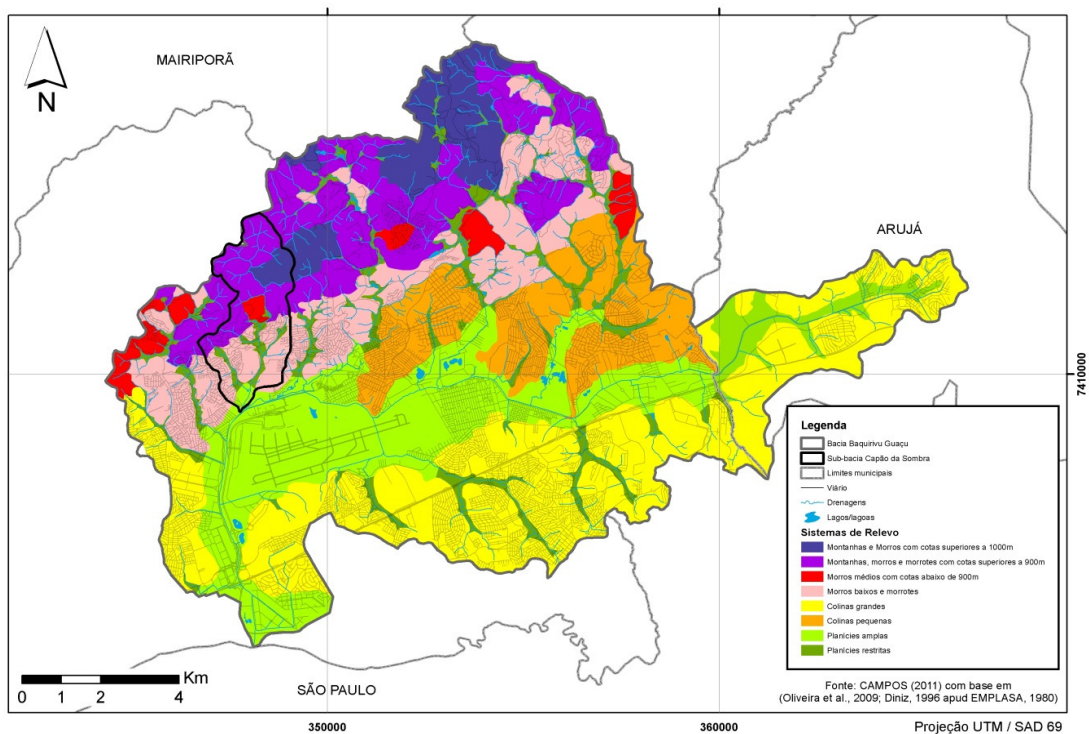 MAIRIPORÃ
N
ARUJÁ
7410000
Legenda
Bacia Baquirivu Guaçu
Sub-bacia Capão da Sombra
Limites municipais
Viário
Drenagens
Lagos/lagoas
Sistemas de Relevo
Montanhas e Morros com cotas superiores a 1000m
Montanhas, morros e morrotes com cotas superiores a 900m
Morros médios com cotas abaixo de 900m
Morros baixos e morrotes
Colinas grandes
Colinas pequenas
Planícies amplas
Planícies restritas
Km
0 1 2 4
SÃO PAULO
Fonte: CAMPOS (2011) com base em
(Oliveira et al., 2009; Diniz, 1996 apud EMPLASA, 1980)
350000
360000
Projeção UTM / SAD 69